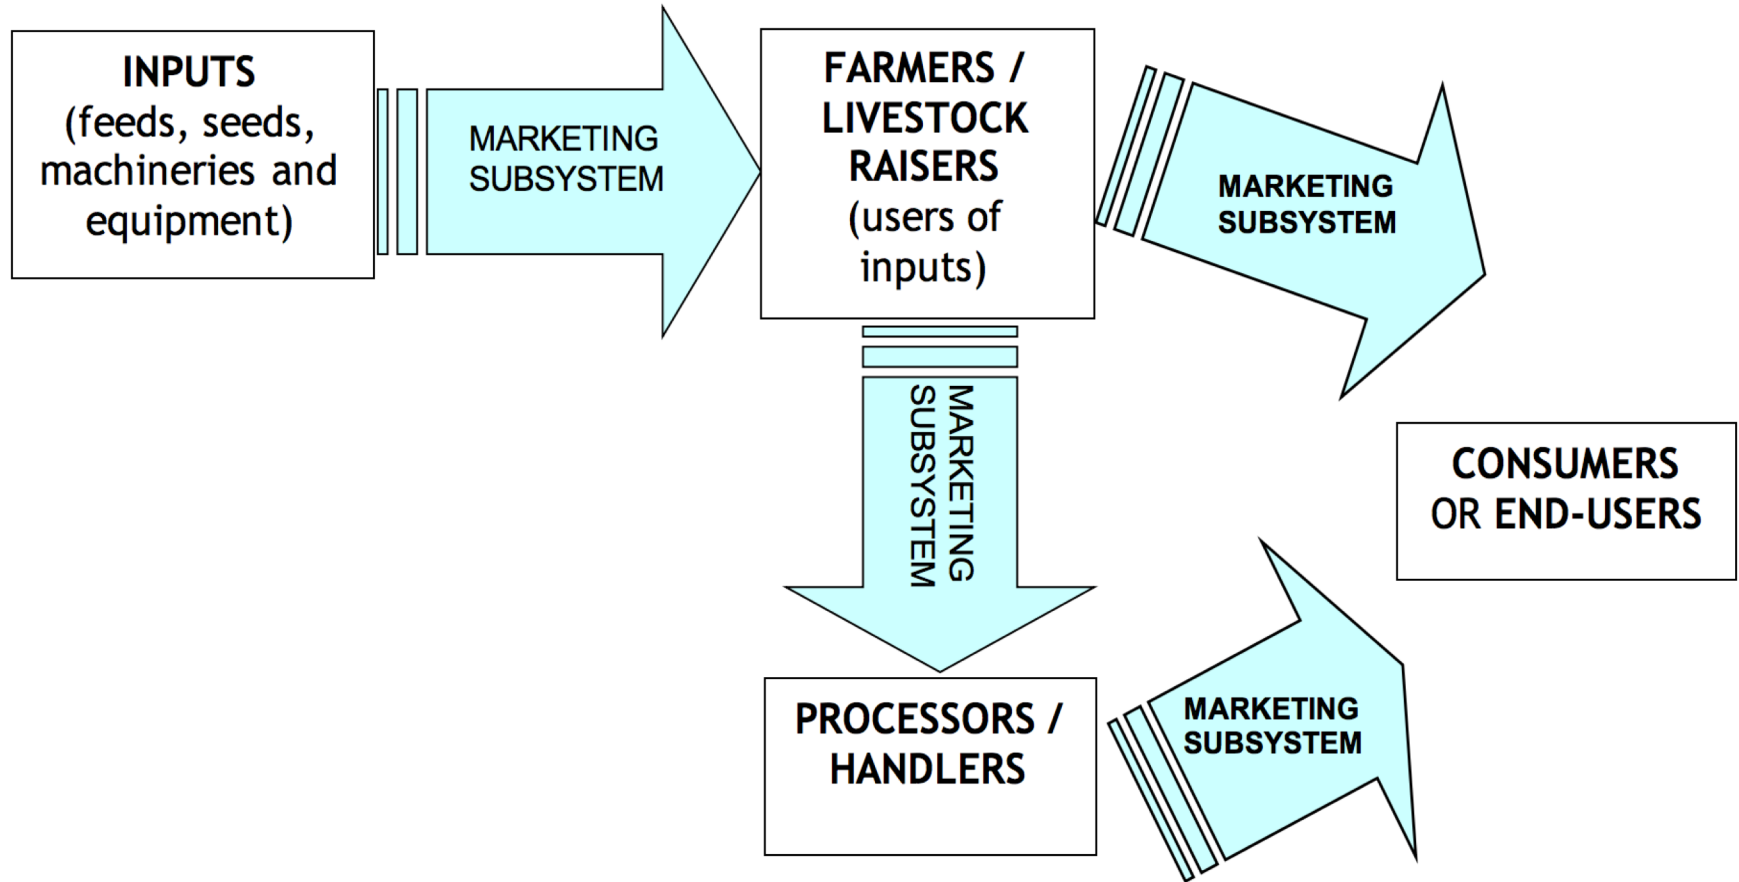 INPUTS
(feeds, seeds,
machineries and
equipment)
MARKETING
SUBSYSTEM
FARMERS /
LIVESTOCK
RAISERS
(users of
inputs)
MARKETING
SUBSYSTEM
MARKETING
SUBSYSTEM
CONSUMERS
OR END-USERS
PROCESSORS /
HANDLERS
MARKETING
SUBSYSTEM